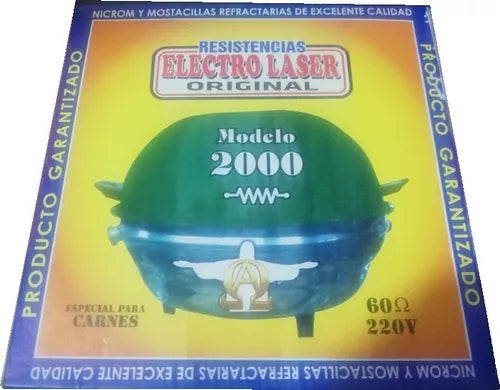 NICROM Y MOSTACILLAS REFRACTARIAS DE EXCELENTE CALIDAD
RESISTENCIAS
ELECTRO LASER
ORIGINAL
Modelo
2000
PRODUCTO GARANTIZADO
PRODUCTO GARANTIZADO
ESPECIAL PARA
CARNES
60Ω
220V
NICROM Y MOSTACILLAS REFRACTARIAS DE EXCELENTE CALIDAD